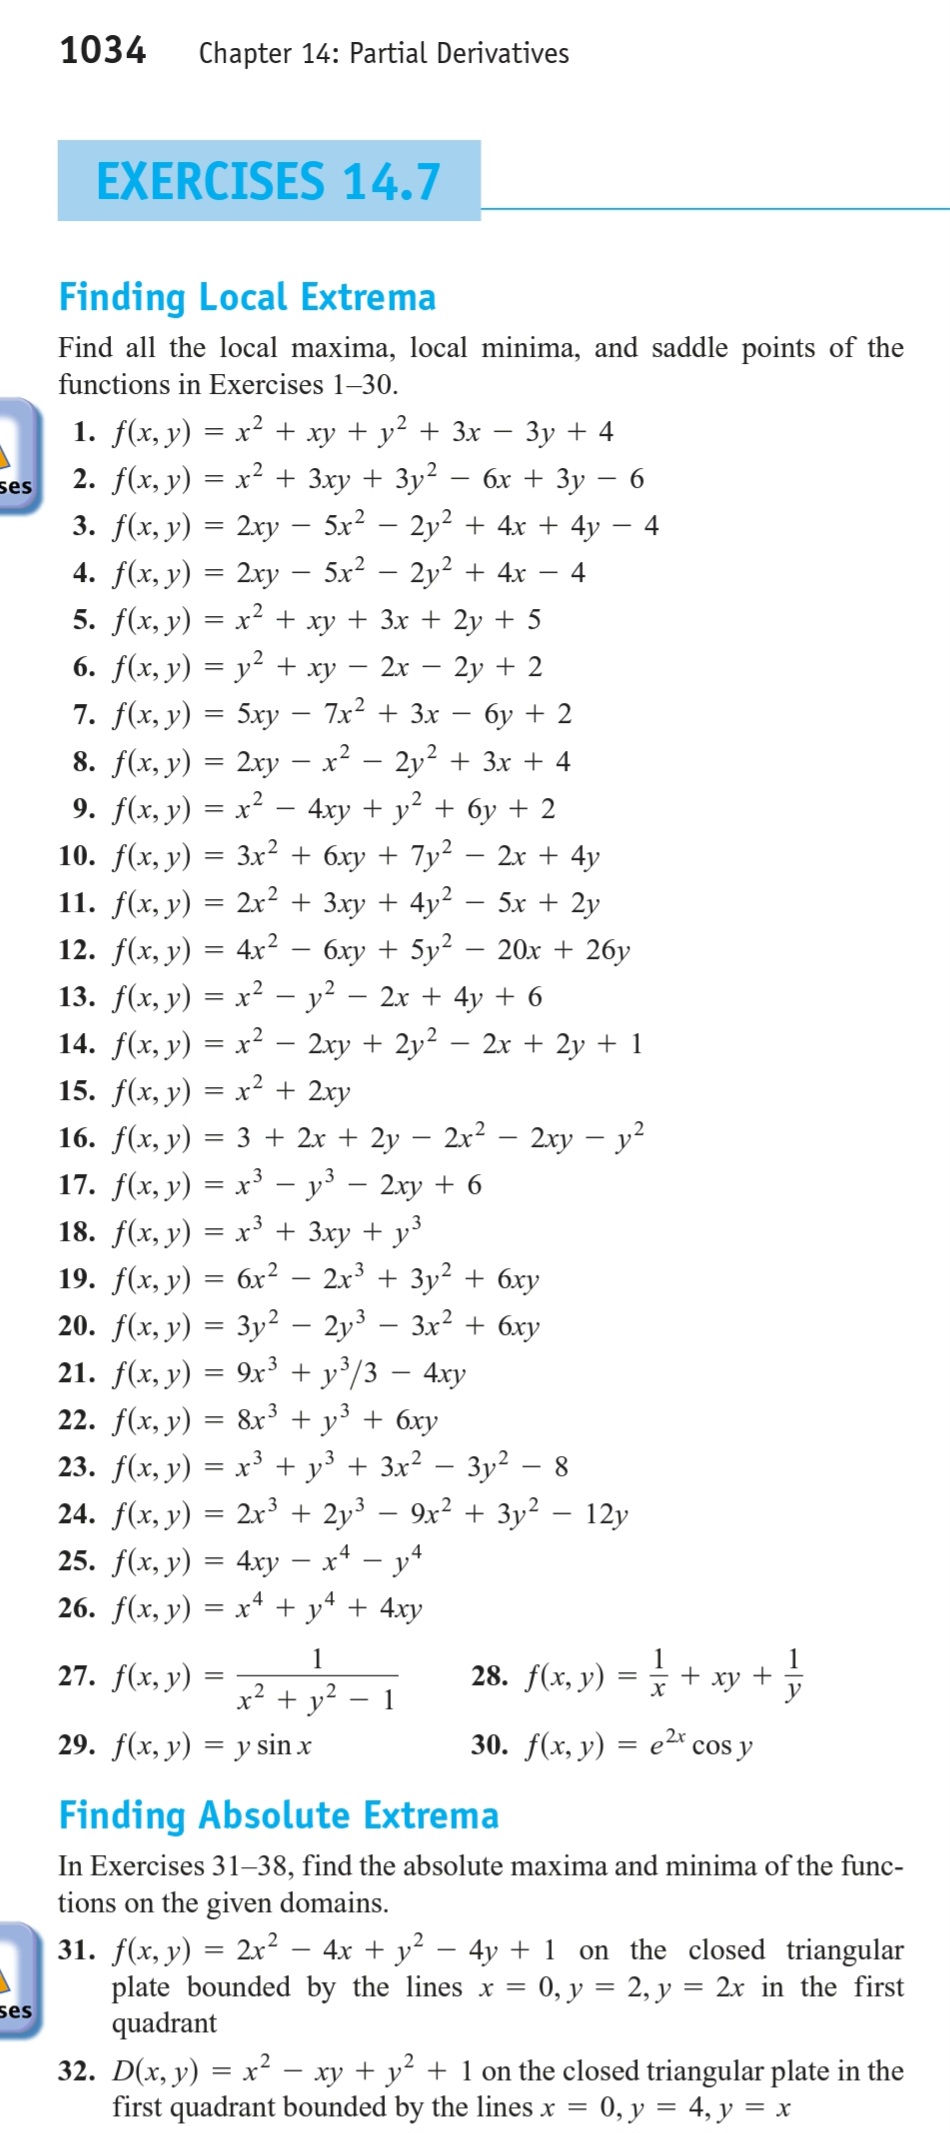 1034 Chapter 14: Partial Derivatives
EXERCISES 14.7
Finding Local Extrema
Find all the local maxima, local minima, and saddle points of the
functions in Exercises 1–30.
1. f(x, y) = x² + xy + y² + 3x − 3y + 4
ses
2. f(x, y) = x² + 3xy + 3y² − 6x + 3y − 6
3. f(x, y) = 2xy − 5x² − 2y² + 4x + 4y − 4
4. f(x, y) = 2xy − 5x² − 2y² + 4x − 4
5. f(x, y) = x² + xy + 3x + 2y + 5
6. f(x, y) = y² + xy − 2x − 2y + 2
7. f(x, y) = 5xy − 7x² + 3x − 6y + 2
8. f(x, y) = 2xy − x² − 2y² + 3x + 4
9. f(x, y) = x² − 4xy + y² + 6y + 2
10. f(x, y) = 3x² + 6xy + 7y² − 2x + 4y
11. f(x, y) = 2x² + 3xy + 4y² − 5x + 2y
12. f(x, y) = 4x² − 6xy + 5y² − 20x + 26y
13. f(x, y) = x² − y² − 2x + 4y + 6
14. f(x, y) = x² − 2xy + 2y² − 2x + 2y + 1
15. f(x, y) = x² + 2xy
16. f(x, y) = 3 + 2x + 2y − 2x² − 2xy − y²
17. f(x, y) = x³ − y³ − 2xy + 6
18. f(x, y) = x³ + 3xy + y³
19. f(x, y) = 6x² − 2x³ + 3y² + 6xy
20. f(x, y) = 3y² − 2y³ − 3x² + 6xy
21. f(x, y) = 9x³ + y³/3 − 4xy
22. f(x, y) = 8x³ + y³ + 6xy
23. f(x, y) = x³ + y³ + 3x² − 3y² − 8
24. f(x, y) = 2x³ + 2y³ − 9x² + 3y² − 12y
25. f(x, y) = 4xy − x⁴ − y⁴
26. f(x, y) = x⁴ + y⁴ + 4xy
27. f(x, y) = 1/(x² + y² − 1) 28. f(x, y) = 1/x + xy + 1/y
29. f(x, y) = y sin x 30. f(x, y) = e²ˣ cos y
Finding Absolute Extrema
In Exercises 31–38, find the absolute maxima and minima of the func-
tions on the given domains.
31. f(x, y) = 2x² − 4x + y² − 4y + 1 on the closed triangular
plate bounded by the lines x = 0, y = 2, y = 2x in the first
ses
quadrant
32. D(x, y) = x² − xy + y² + 1 on the closed triangular plate in the
first quadrant bounded by the lines x = 0, y = 4, y = x